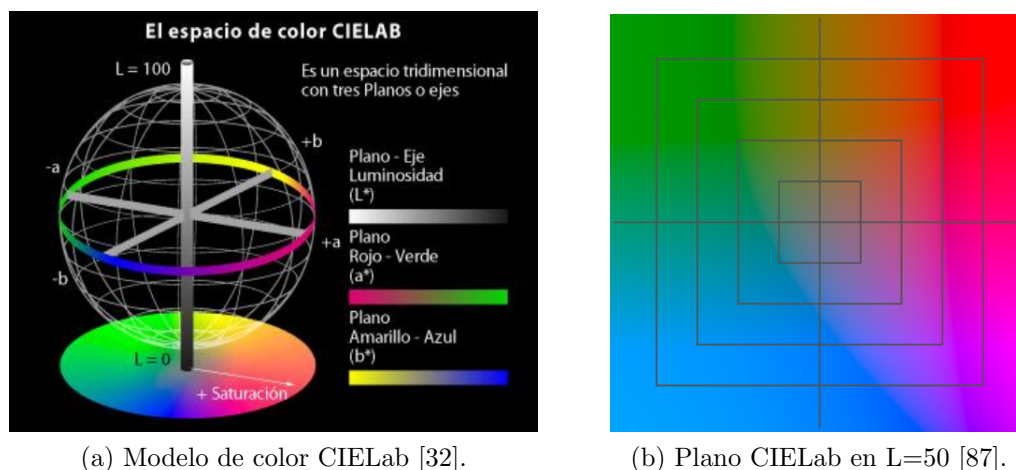 El espacio de color CIELAB
L = 100
Es un espacio tridimensional
con tres Planos o ejes
+b
-a
Plano - Eje
Luminosidad
(L*)
Plano
Rojo - Verde
(a*)
+a
-b
Plano
Amarillo - Azul
(b*)
L = 0
+ Saturación
(a) Modelo de color CIELab [32].
(b) Plano CIELab en L=50 [87].